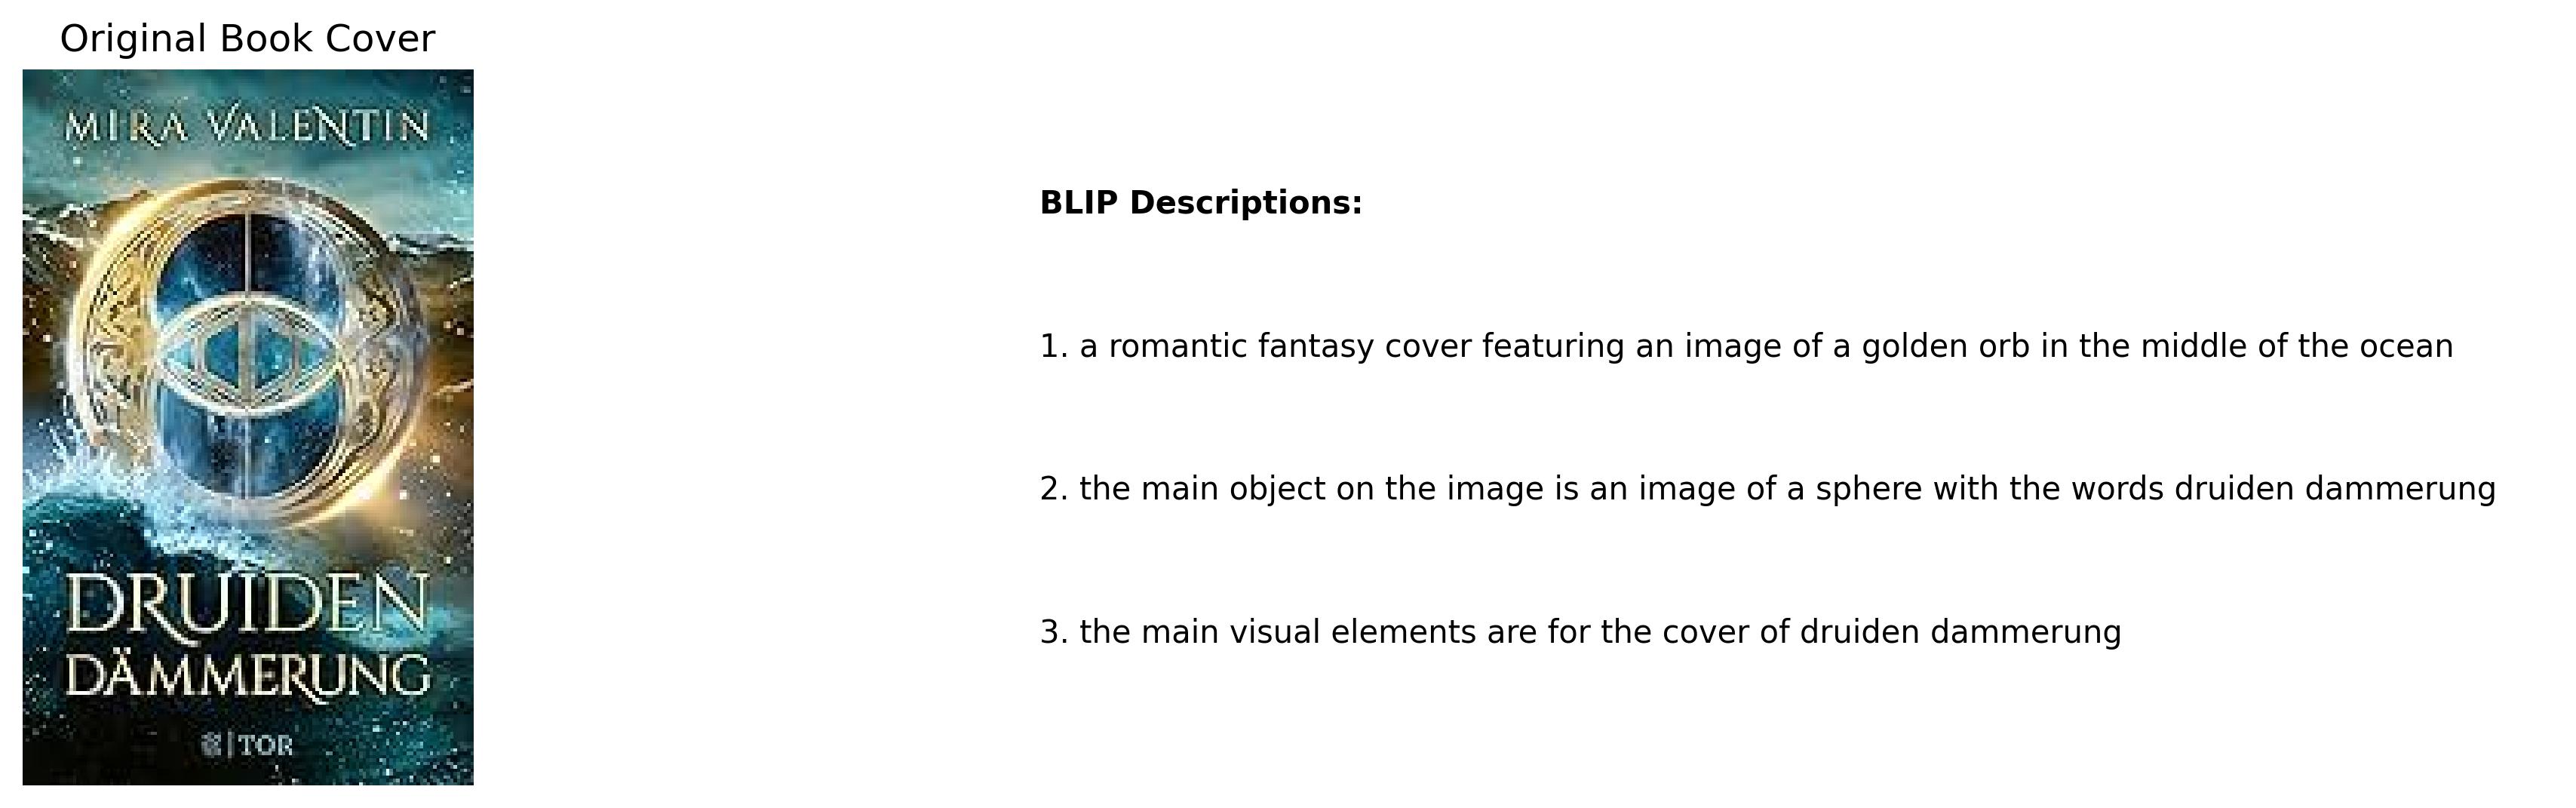 Original Book Cover
MIRA VALENTIN
DRUIDEN
DÄMMERUNG
TOR
BLIP Descriptions:
1. a romantic fantasy cover featuring an image of a golden orb in the middle of the ocean
2. the main object on the image is an image of a sphere with the words druiden dammerung
3. the main visual elements are for the cover of druiden dammerung